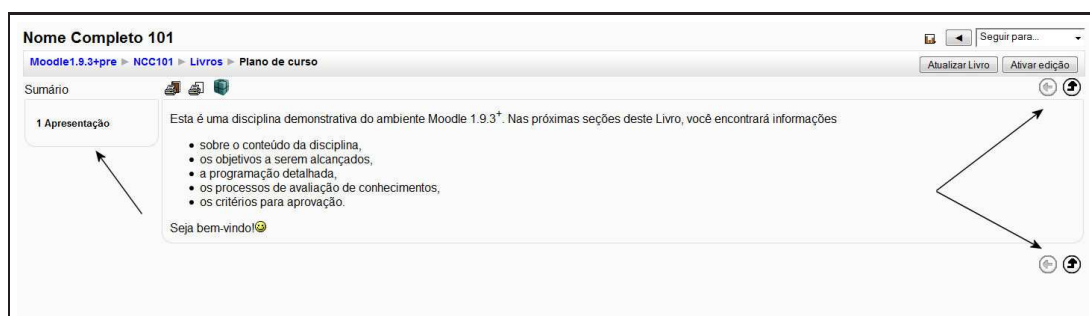 Nome Completo 101
Seguir para...
Moodle1.9.3+pre ► NCC101 ► Livros ► Plano de curso
Atualizar Livro Ativar edição
Sumário
1 Apresentação
Esta é uma disciplina demonstrativa do ambiente Moodle 1.9.3+. Nas próximas seções deste Livro, você encontrará informações
• sobre o conteúdo da disciplina,
• os objetivos a serem alcançados,
• a programação detalhada,
• os processos de avaliação de conhecimentos,
• os critérios para aprovação.
Seja bem-vindo!